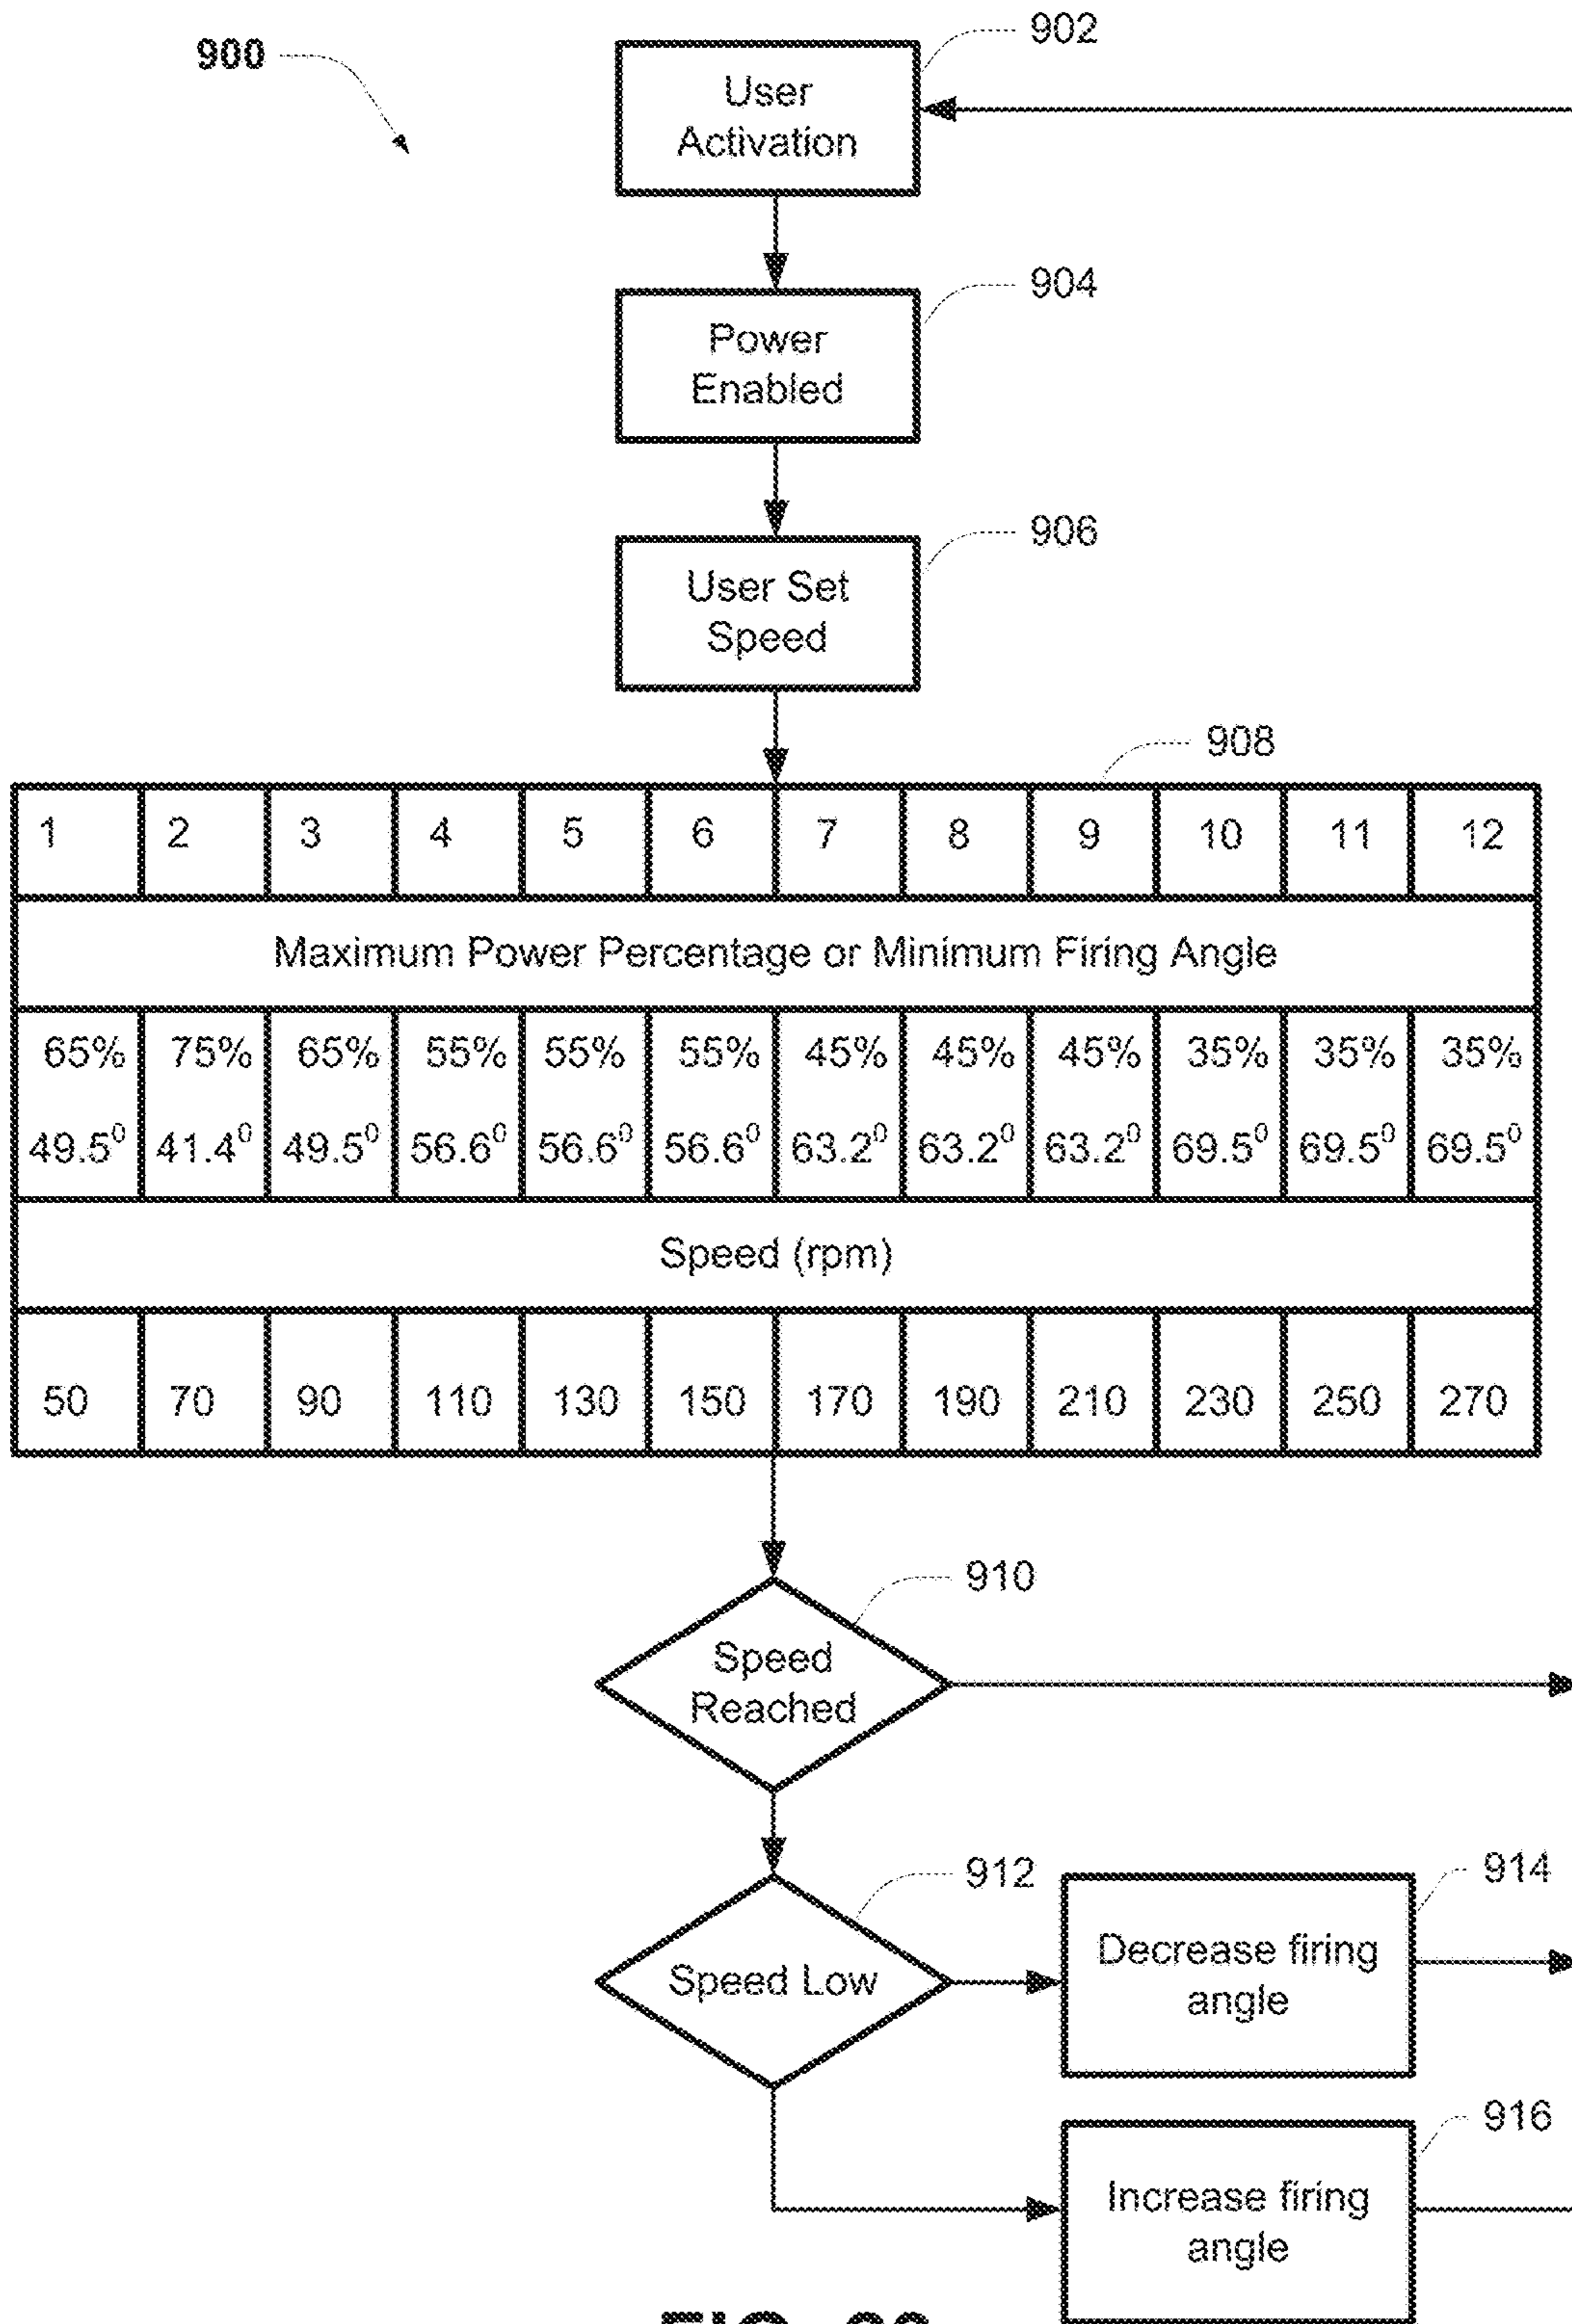 900
902
User
Activation
904
Power
Enabled
906
User Set
Speed
908
1 2 3 4 5 6 7 8 9 10 11 12
Maximum Power Percentage or Minimum Firing Angle
65% 75% 65% 55% 55% 55% 45% 45% 45% 35% 35% 35%
49.5⁰ 41.4⁰ 49.5⁰ 56.6⁰ 56.6⁰ 56.6⁰ 63.2⁰ 63.2⁰ 63.2⁰ 69.5⁰ 69.5⁰ 69.5⁰
Speed (rpm)
50 70 90 110 130 150 170 190 210 230 250 270
910
Speed
Reached
912
Speed Low
914
Decrease firing
angle
916
Increase firing
angle